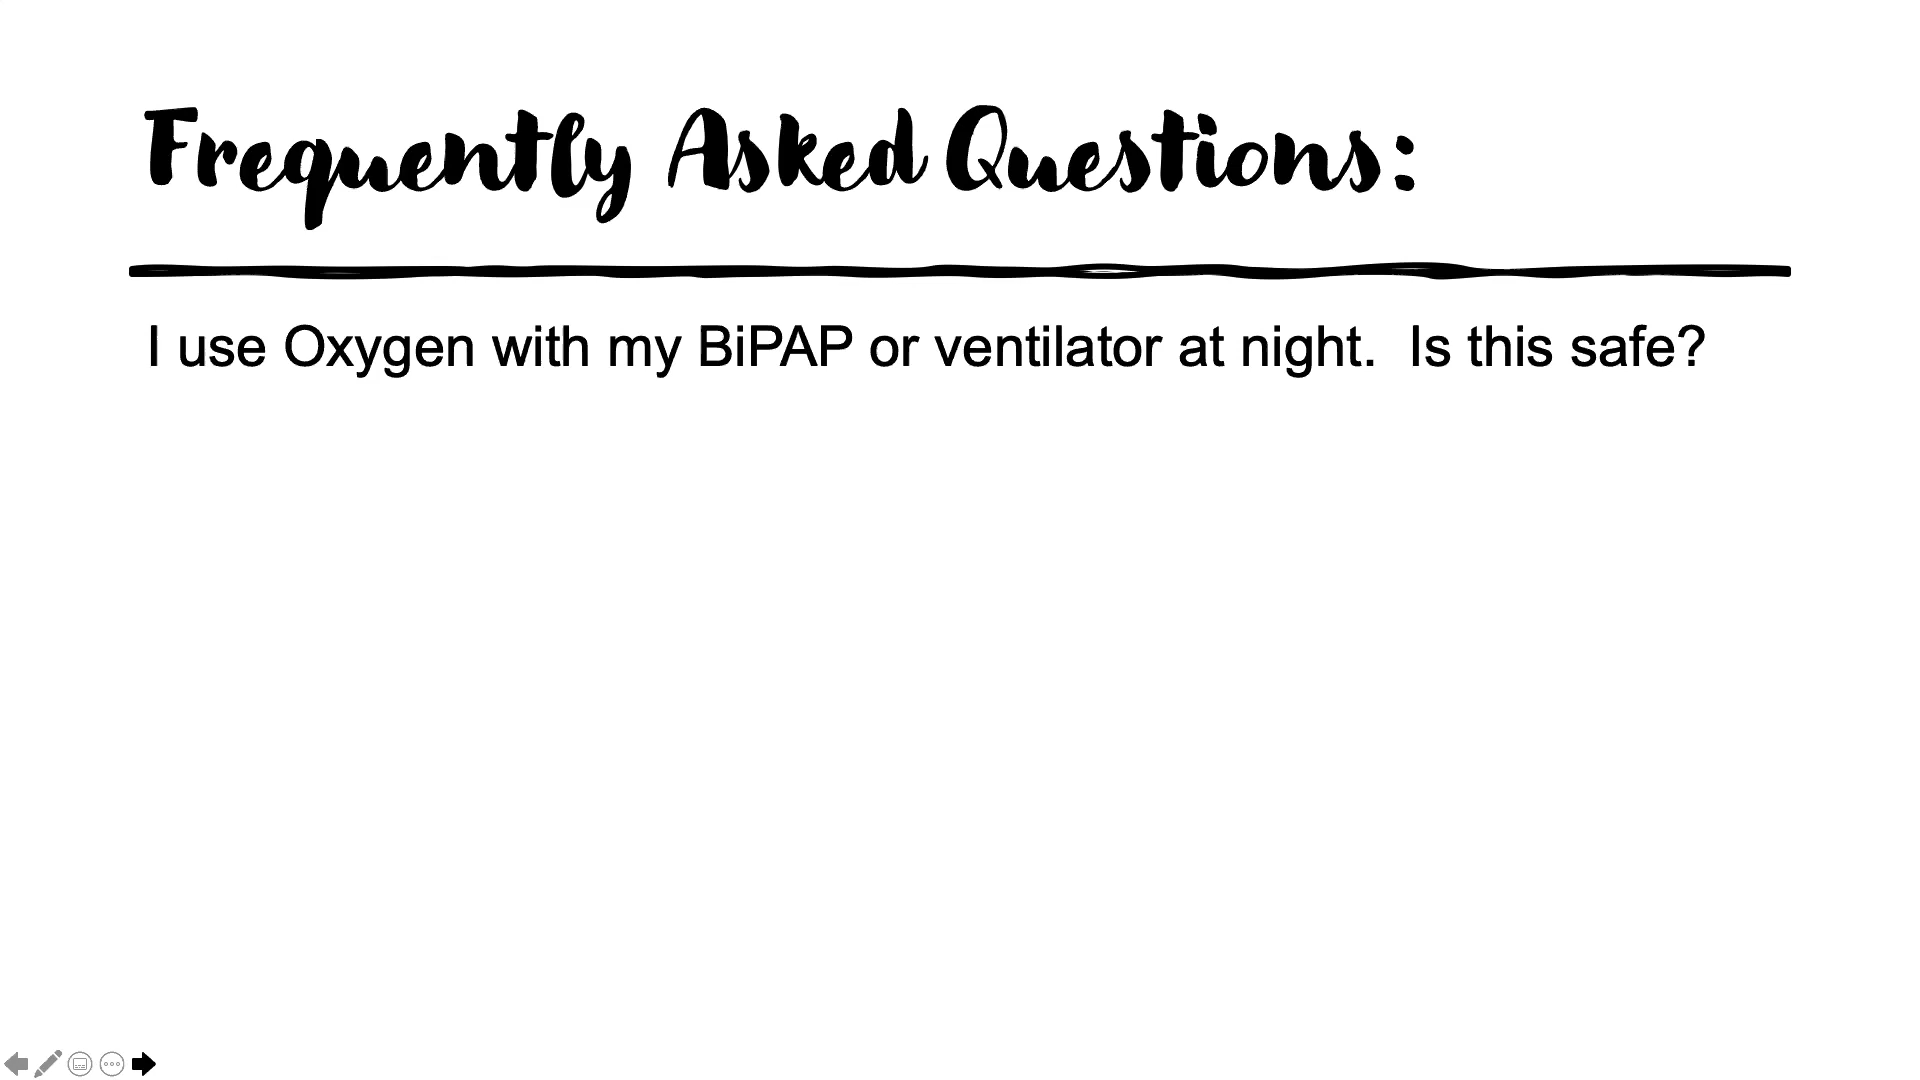 Frequently Asked Questions:
I use Oxygen with my BiPAP or ventilator at night.  Is this safe?